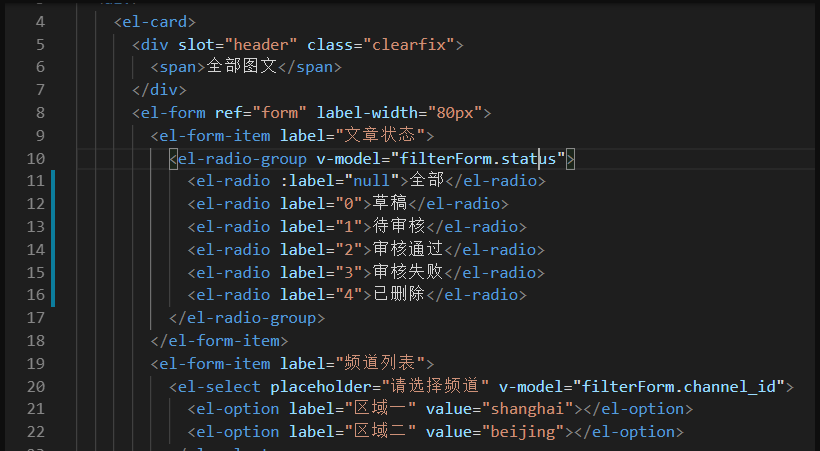 4 <el-card>
5 <div slot="header" class="clearfix">
6 <span>全部图文</span>
7 </div>
8 <el-form ref="form" label-width="80px">
9 <el-form-item label="文章状态">
10 <el-radio-group v-model="filterForm.status">
11 <el-radio :label="null">全部</el-radio>
12 <el-radio label="0">草稿</el-radio>
13 <el-radio label="1">待审核</el-radio>
14 <el-radio label="2">审核通过</el-radio>
15 <el-radio label="3">审核失败</el-radio>
16 <el-radio label="4">已删除</el-radio>
17 </el-radio-group>
18 </el-form-item>
19 <el-form-item label="频道列表">
20 <el-select placeholder="请选择频道" v-model="filterForm.channel_id">
21 <el-option label="区域一" value="shanghai"></el-option>
22 <el-option label="区域二" value="beijing"></el-option>